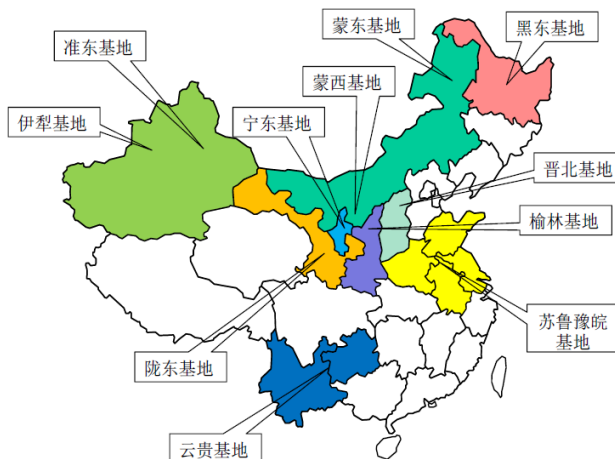 蒙东基地
黑东基地
准东基地
蒙西基地
伊犁基地
宁东基地
晋北基地
榆林基地
苏鲁豫皖
基地
陇东基地
云贵基地